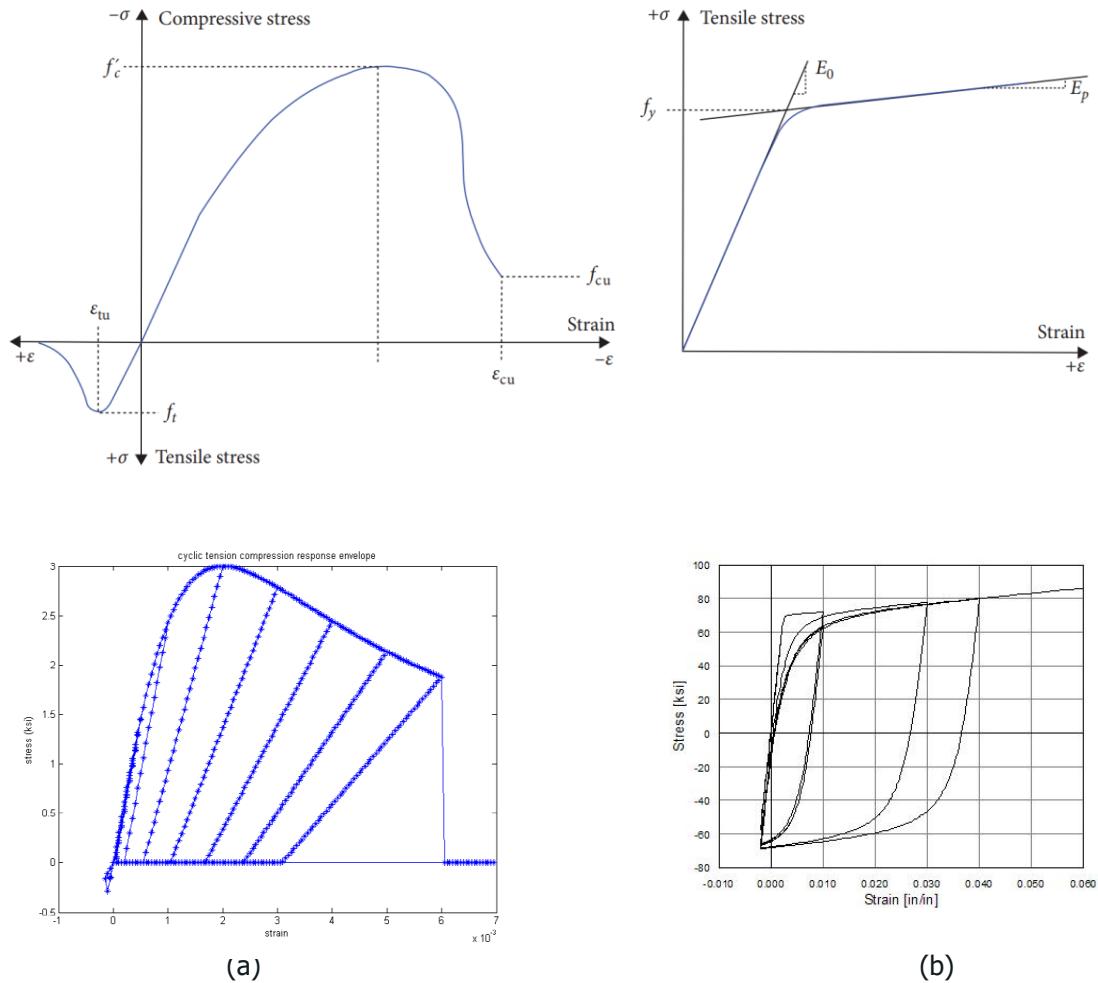 −σ
Compressive stress
f′c
fcu
εtu
Strain
+ε
−ε
εcu
ft
+σ
Tensile stress
+σ
Tensile stress
E0
Ep
fy
Strain
+ε
cyclic tension compression response envelope
3
2.5
2
1.5
1
0.5
0
-0.5
stress (ksi)
-1
0
1
2
3
4
5
6
7
strain
x 10-3
(a)
100
80
60
40
20
0
-20
-40
-60
-80
Stress [ksi]
-0.010
0.000
0.010
0.020
0.030
0.040
0.050
0.060
Strain [in/in]
(b)